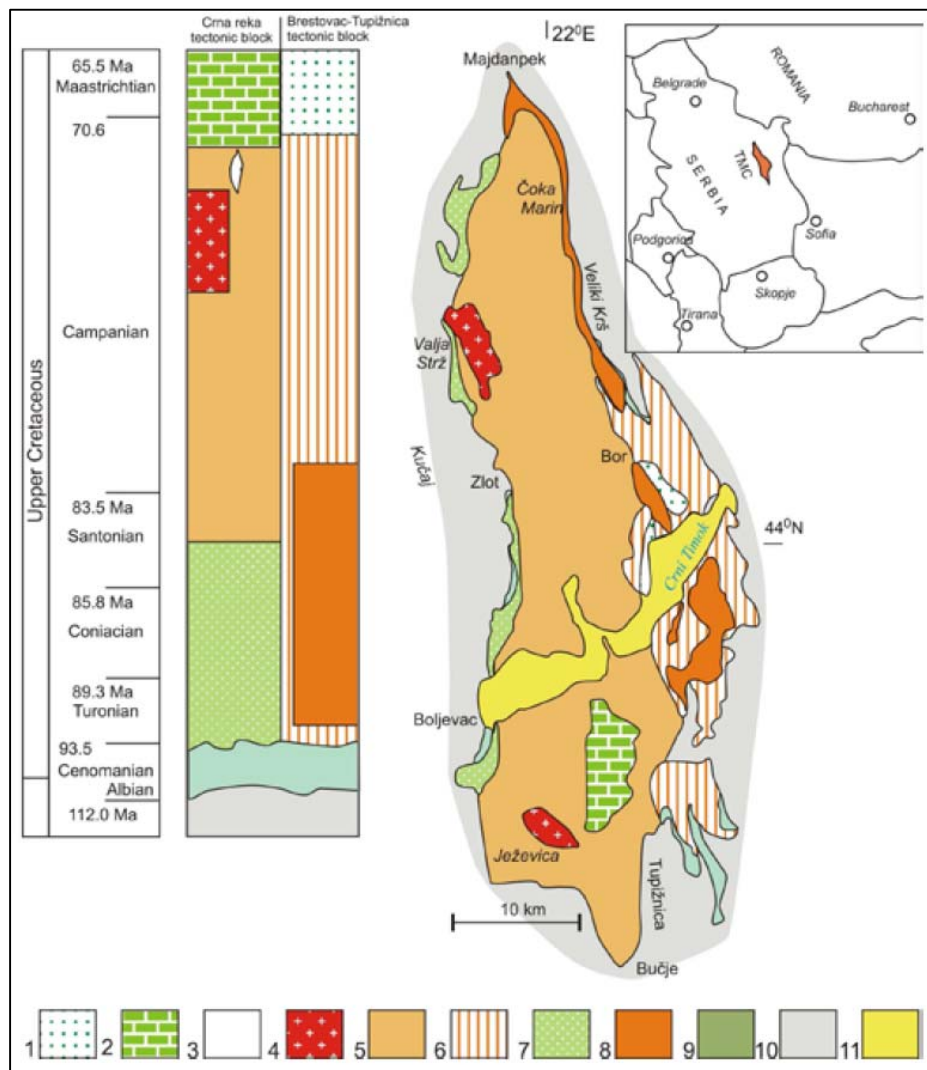 Crna reka
tectonic block
Brestovac-Tupižnica
tectonic block
Upper Cretaceous
65.5 Ma
Maastrichtian
70.6
Campanian
83.5 Ma
Santonian
85.8 Ma
Coniacian
89.3 Ma
Turonian
93.5
Cenomanian
Albian
112.0 Ma
22⁰E
Majdanpek
Čoka
Marin
Veliki Krš
Valja
Strž
Kučaj
Zlot
Bor
44⁰N
Crni Timok
Boljevac
Ježevica
Tupižnica
10 km
Bučje
ROMANIA
Belgrade
Bucharest
TMC
SERBIA
Podgorica
Sofia
Skopje
Tirana
1 2 3 4 5 6 7 8 9 10 11